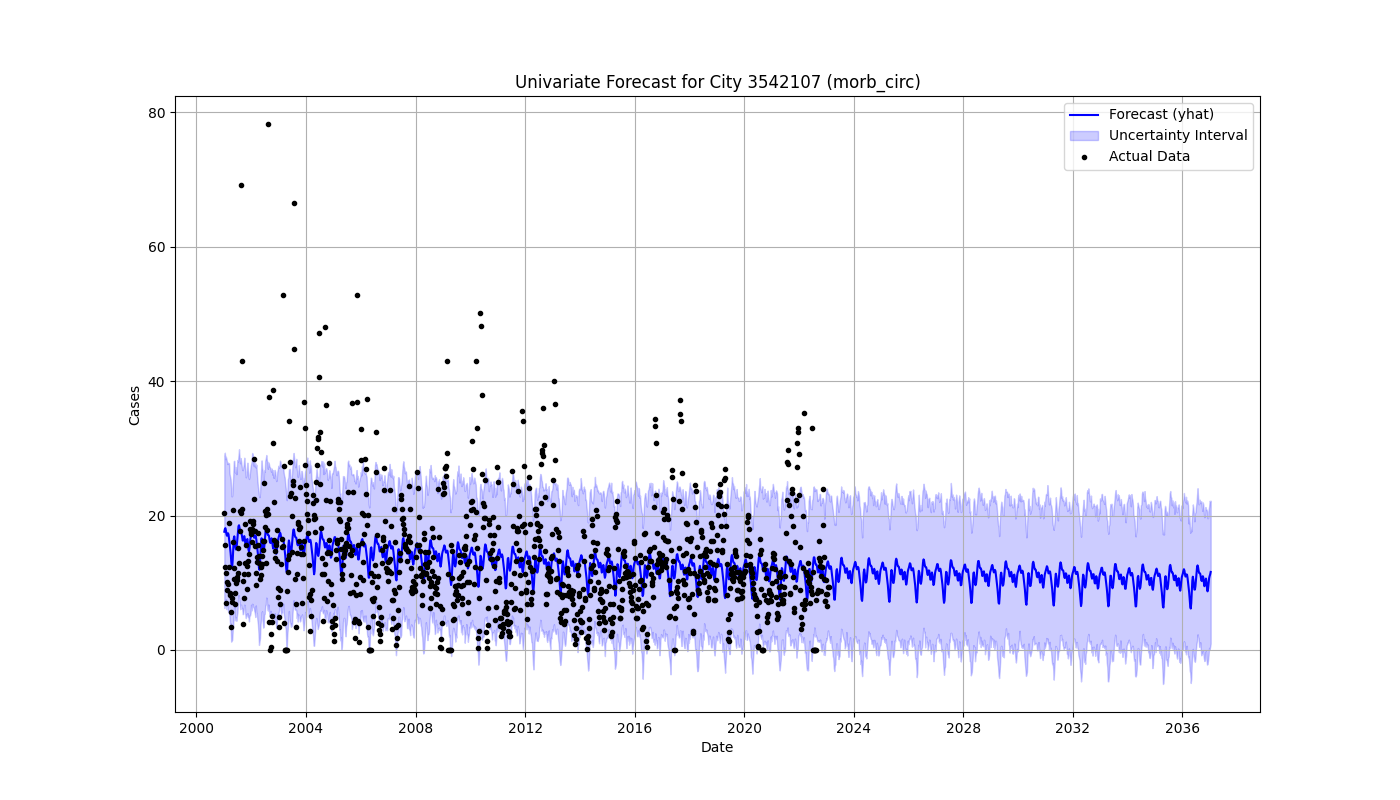 Univariate Forecast for City 3542107 (morb_circ)
Forecast (yhat)
Uncertainty Interval
Actual Data
Cases
80
60
40
20
0
2000 2004 2008 2012 2016 2020 2024 2028 2032 2036
Date